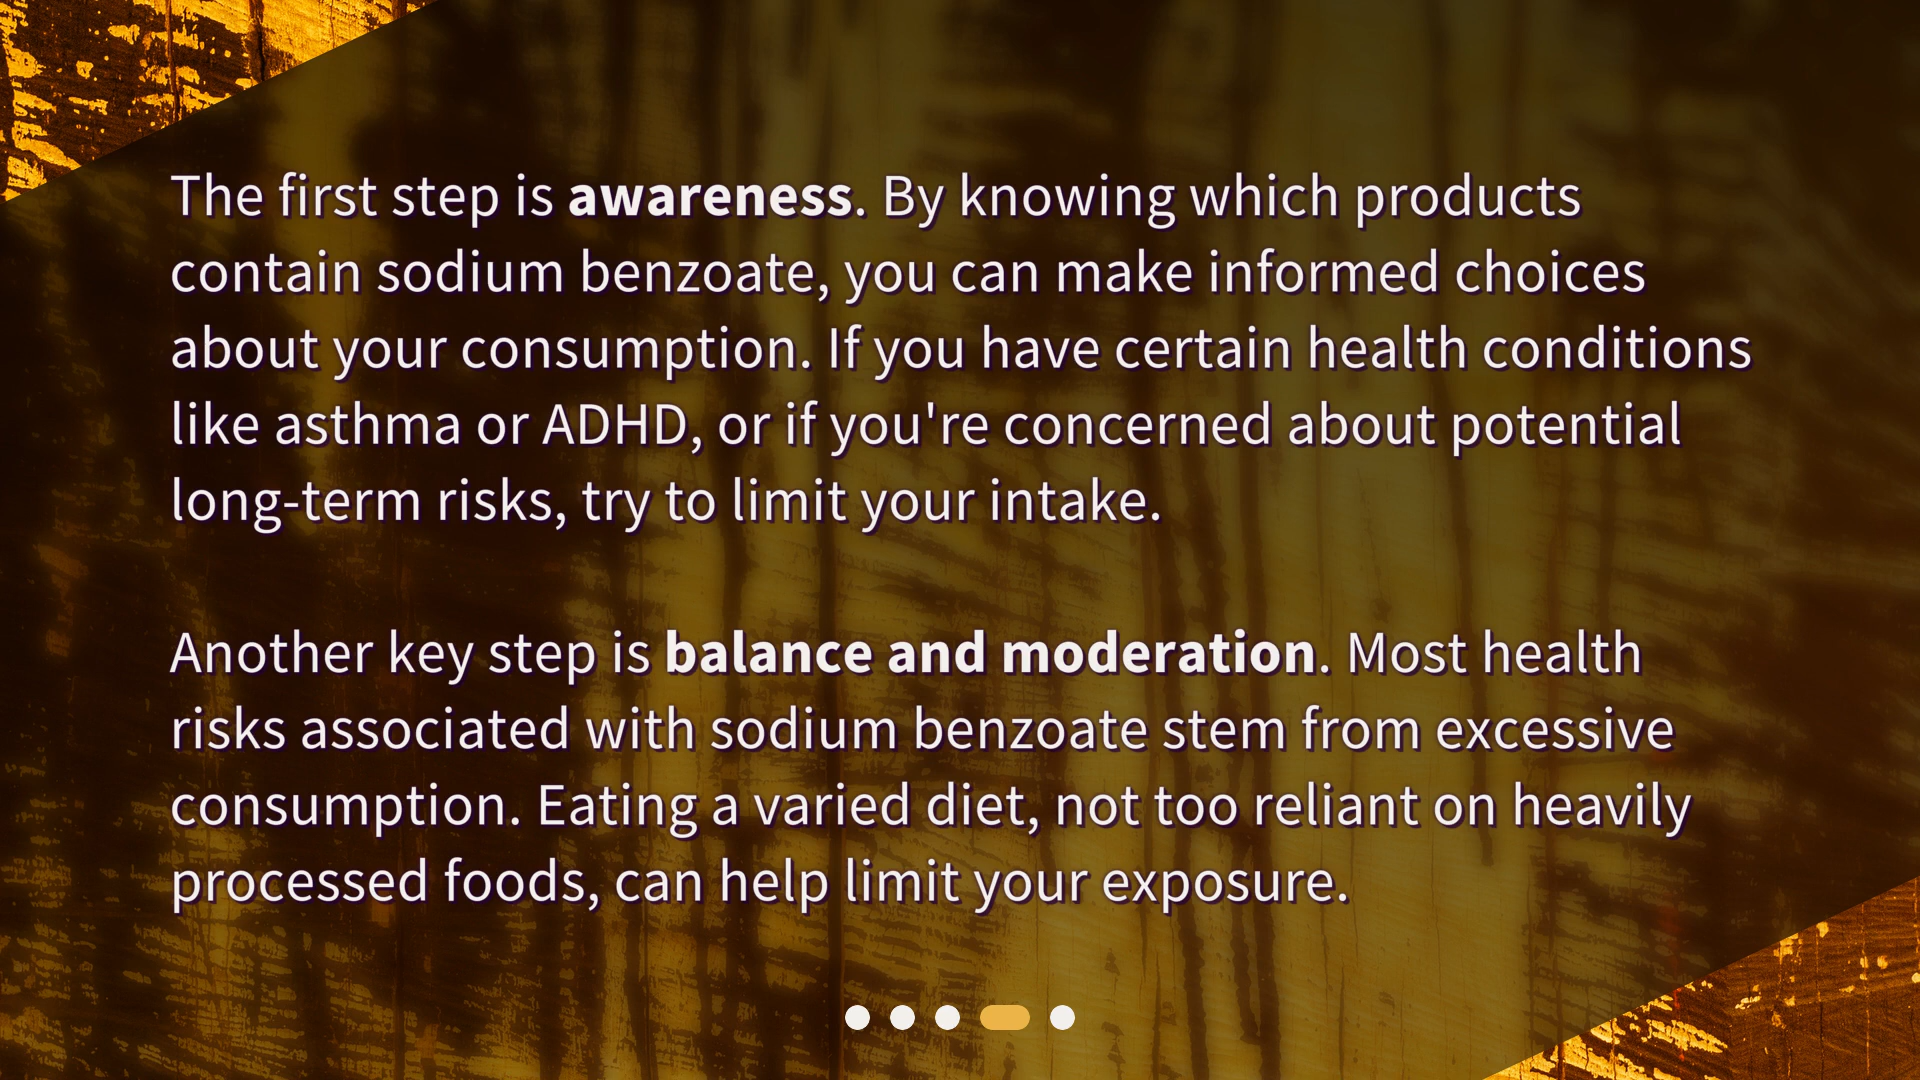 The first step is awareness. By knowing which products
contain sodium benzoate, you can make informed choices
about your consumption. If you have certain health conditions
like asthma or ADHD, or if you're concerned about potential
long-term risks, try to limit your intake.
Another key step is balance and moderation. Most health
risks associated with sodium benzoate stem from excessive
consumption. Eating a varied diet, not too reliant on heavily
processed foods, can help limit your exposure.